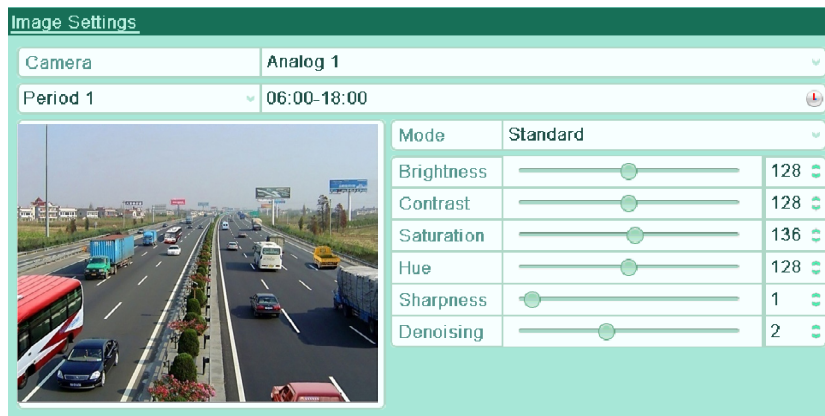 Image Settings
Camera Analog 1
Period 1 06:00-18:00
Mode Standard
Brightness 128
Contrast 128
Saturation 136
Hue 128
Sharpness 1
Denoising 2